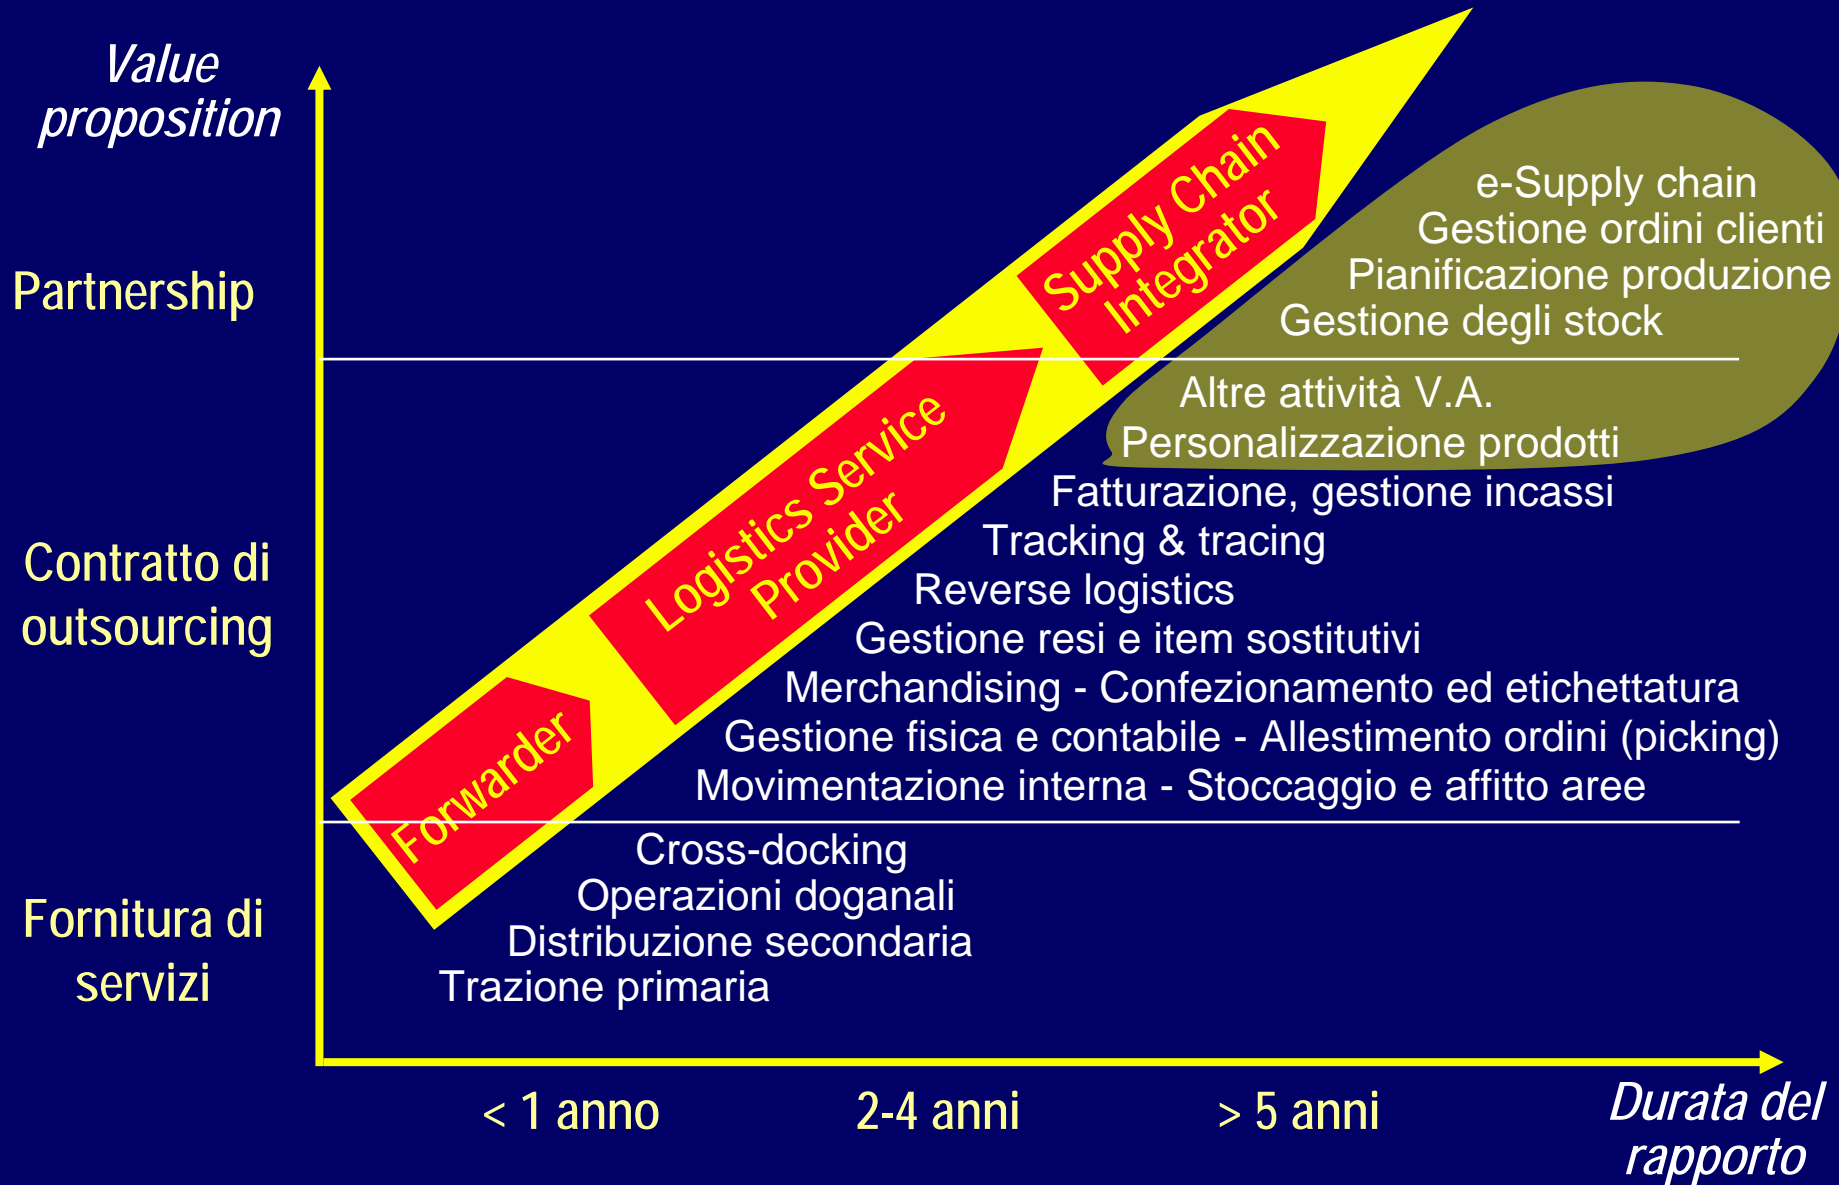 Value
proposition
Partnership
Contratto di
outsourcing
Fornitura di
servizi
Supply Chain
Integrator
Logistics Service
Provider
Forwarder
e-Supply chain
Gestione ordini clienti
Pianificazione produzione
Gestione degli stock
Altre attività V.A.
Personalizzazione prodotti
Fatturazione, gestione incassi
Tracking & tracing
Reverse logistics
Gestione resi e item sostitutivi
Merchandising - Confezionamento ed etichettatura
Gestione fisica e contabile - Allestimento ordini (picking)
Movimentazione interna - Stoccaggio e affitto aree
Cross-docking
Operazioni doganali
Distribuzione secondaria
Trazione primaria
< 1 anno
2-4 anni
> 5 anni
Durata del
rapporto